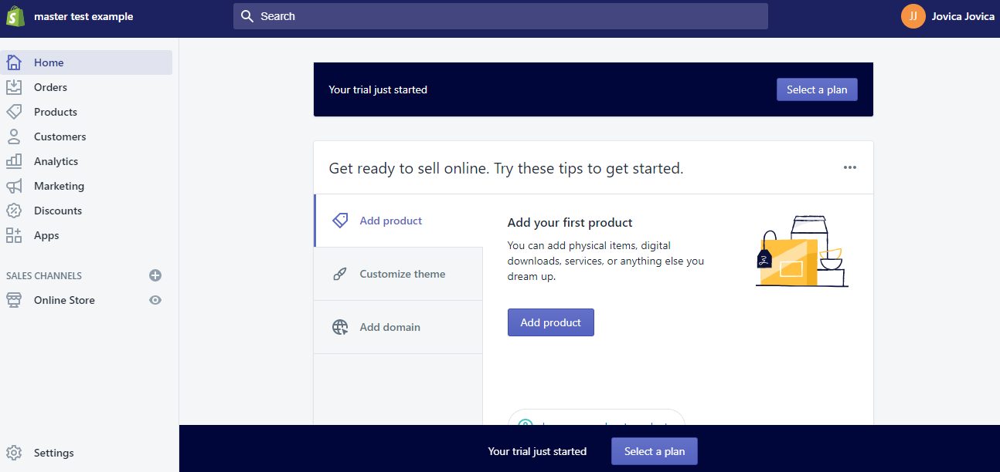 master test example
Search
JJ
Jovica Jovica
Home
Orders
Products
Customers
Analytics
Marketing
Discounts
Apps
SALES CHANNELS
Online Store
Settings
Your trial just started
Select a plan
Get ready to sell online. Try these tips to get started.
Add product
Customize theme
Add domain
Add your first product
You can add physical items, digital
downloads, services, or anything else you
dream up.
Add product
Your trial just started
Select a plan